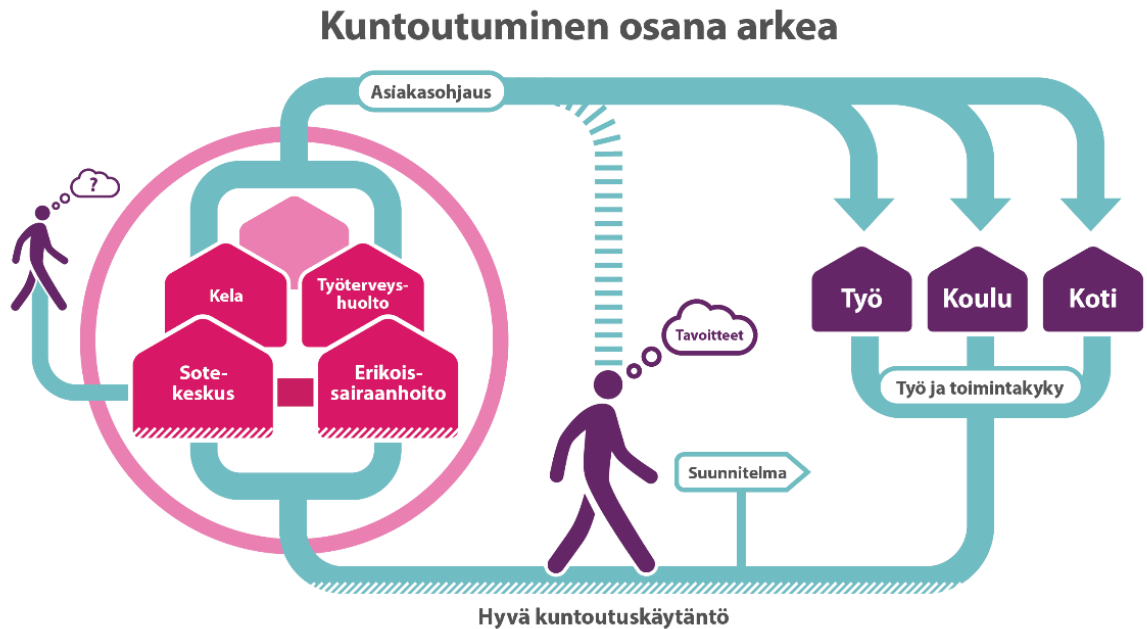 Kuntoutuminen osana arkea
Asiakasohjaus
?
Kela
Työterveys-
huolto
Sote-
keskus
Erikois-
sairaanhoito
Tavoitteet
Suunnitelma
Työ
Koulu
Koti
Työ ja toimintakyky
Hyvä kuntoutuskäytäntö